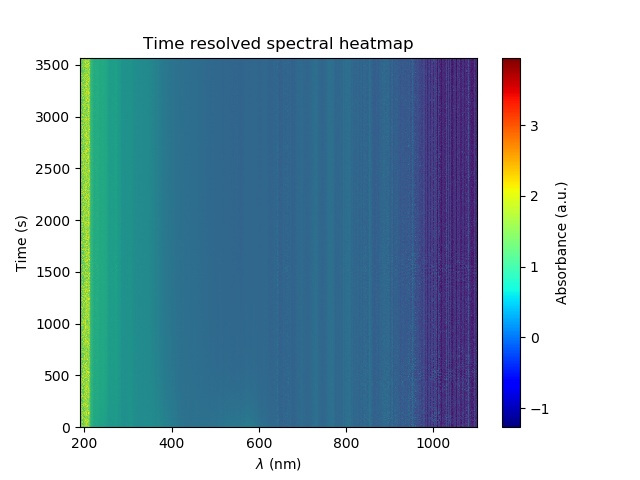 Time resolved spectral heatmap
3500
3000
2500
2000
1500
1000
500
0
Time (s)
200 400 600 800 1000
λ (nm)
3
2
1
0
−1
Absorbance (a.u.)